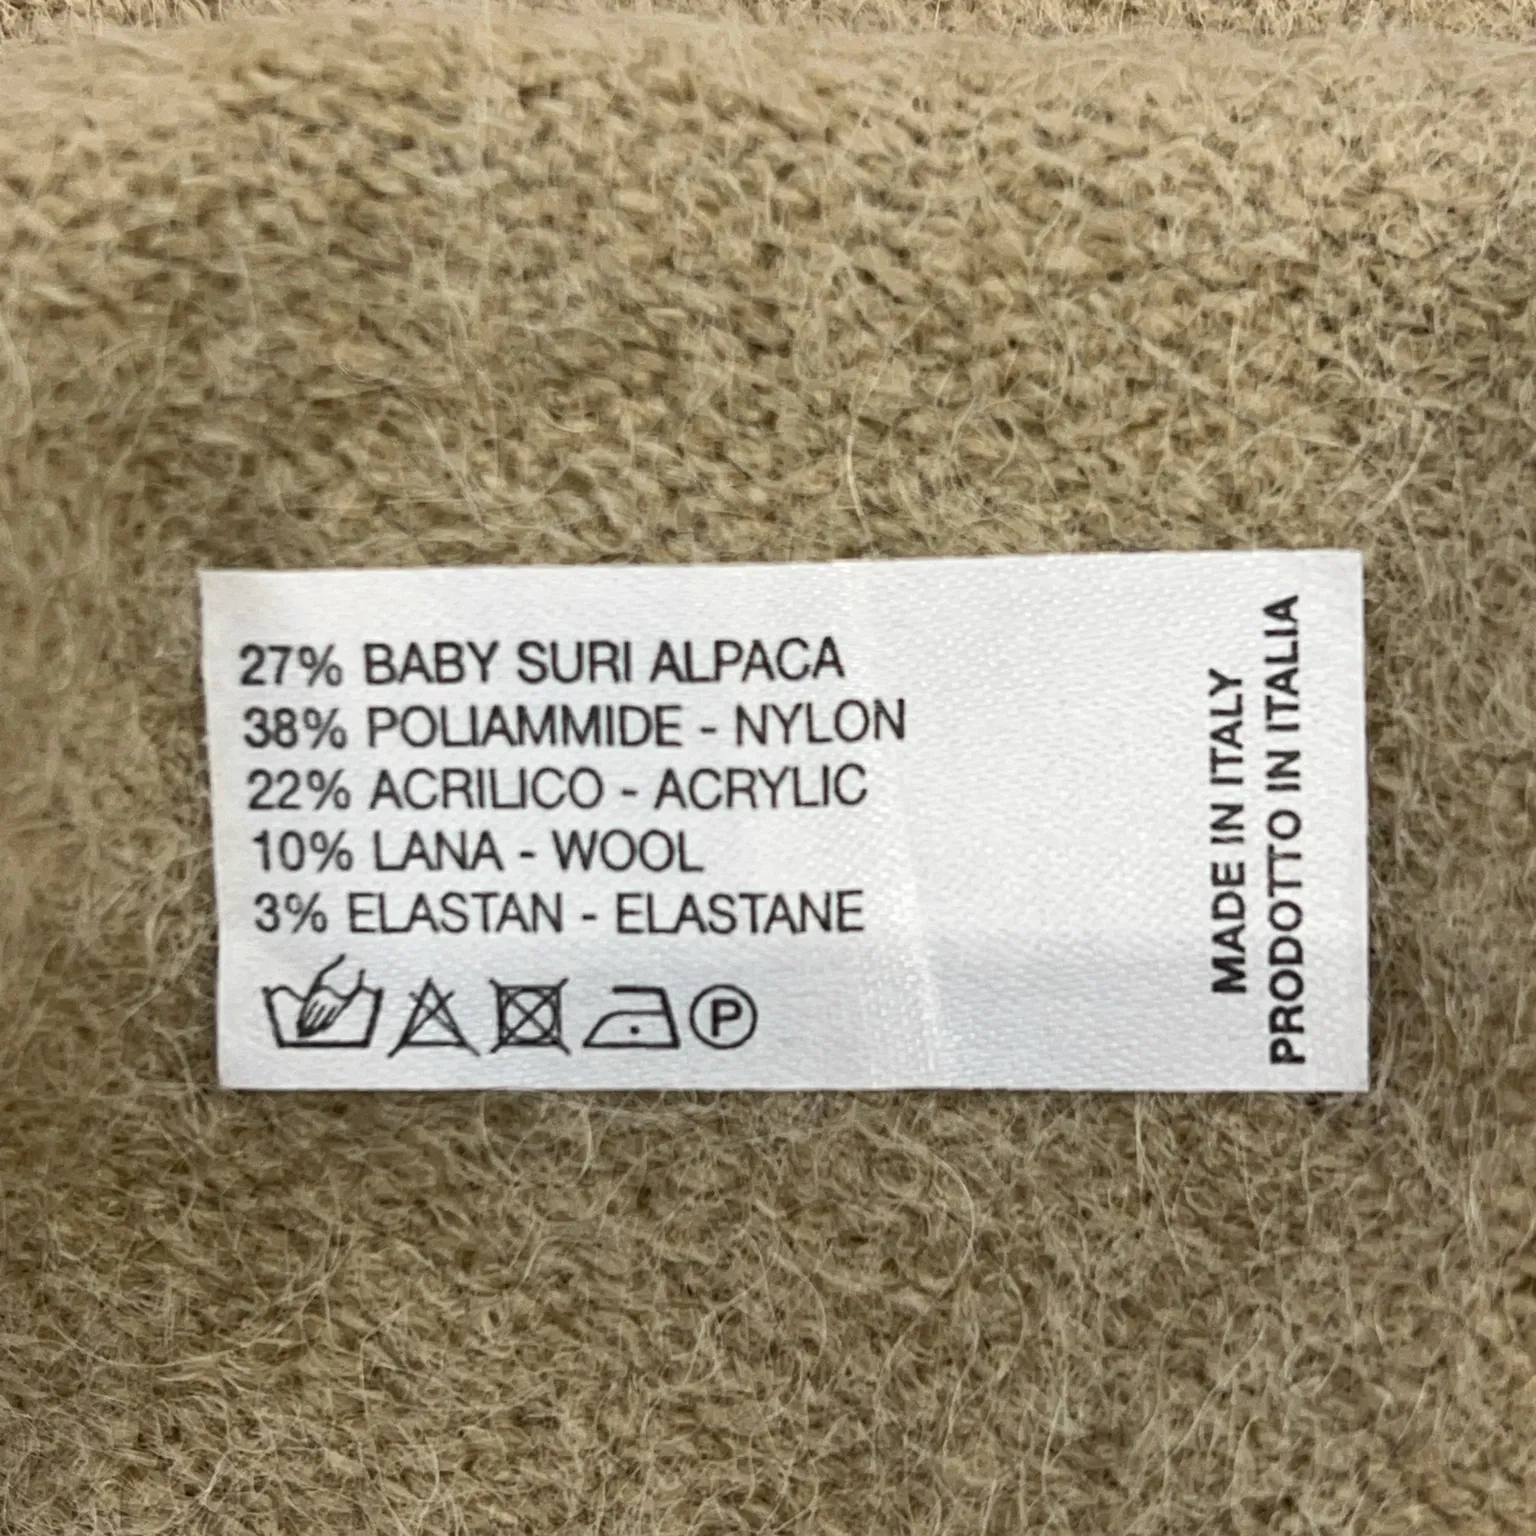 27% BABY SURI ALPACA
38% POLIAMMIDE - NYLON
22% ACRILICO - ACRYLIC
10% LANA - WOOL
3% ELASTAN - ELASTANE
P
MADE IN ITALY
PRODOTTO IN ITALIA